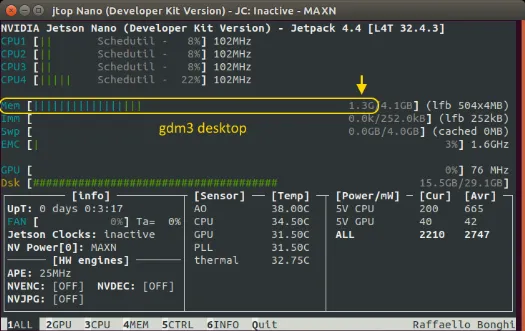 jtop Nano (Developer Kit Version) - JC: Inactive - MAXN
NVIDIA Jetson Nano (Developer Kit Version) - Jetpack 4.4 [L4T 32.4.3]
CPU1 [|| Schedutil - 8%] 102MHz
CPU2 [|| Schedutil - 8%] 102MHz
CPU3 [|| Schedutil - 8%] 102MHz
CPU4 [||||| Schedutil - 22%] 102MHz
Mem [||||||||||||||||||| 1.3G/4.1GB] (lfb 504x4MB)
Imm [ 0.0k/252.0kB] (lfb 252kB)
Swp [ 0.0GB/4.0GB] (cached 0MB)
EMC [| 3%] 1.6GHz
gdm3 desktop
GPU [ 0%] 76 MHz
Dsk [##################################### 15.5GB/29.1GB]
[info] [Sensor] [Temp] [Power/mW] [Cur] [Avr]
UpT: 0 days 0:3:17 AO 38.00C 5V CPU 200 665
FAN [ 0%] Ta= 0% CPU 34.50C 5V GPU 40 42
Jetson Clocks: inactive GPU 31.50C ALL 2210 2747
NV Power[0]: MAXN PLL 31.50C
[HW engines] thermal 32.75C
APE: 25MHz
NVENC: [OFF] NVDEC: [OFF]
NVJPG: [OFF]
1ALL 2GPU 3CPU 4MEM 5CTRL 6INFO Quit Raffaello Bonghi